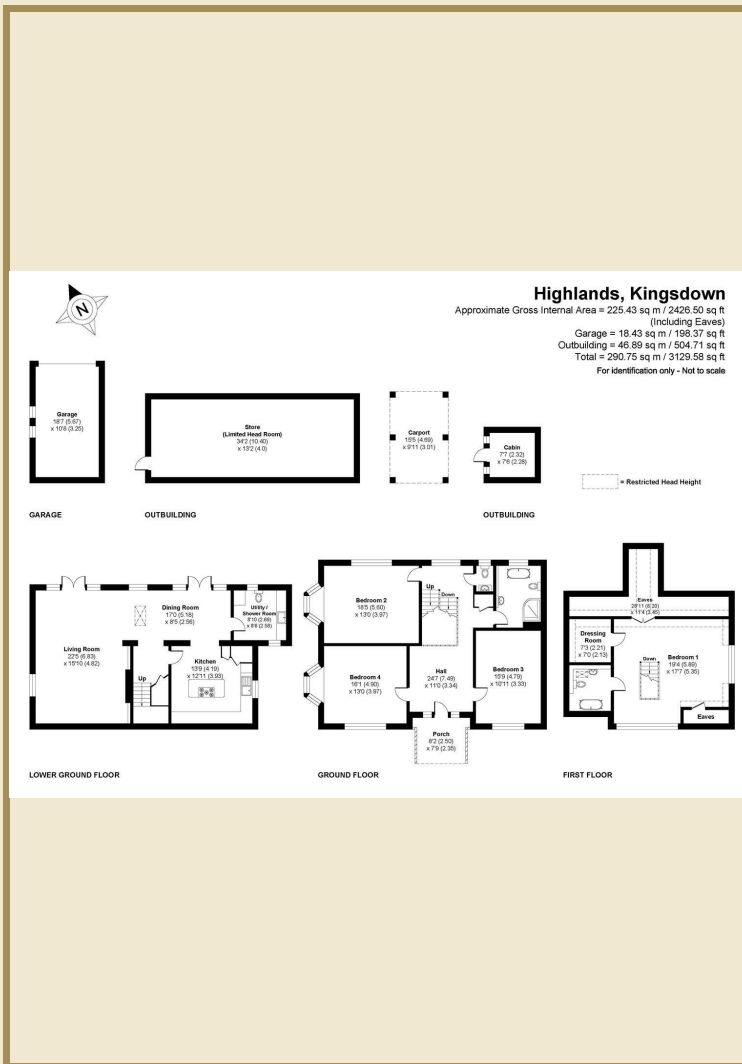 N
Highlands, Kingsdown
Approximate Gross Internal Area = 225.43 sq m / 2426.50 sq ft
(Including Eaves)
Garage = 18.43 sq m / 198.37 sq ft
Outbuilding = 46.89 sq m / 504.71 sq ft
Total = 290.75 sq m / 3129.58 sq ft
For identification only - Not to scale
Garage
18'7 (5.67)
x 10'8 (3.25)
Store
(Limited Head Room)
34'2 (10.40)
x 13'2 (4.0)
Carport
15'5 (4.69)
x 9'11 (3.01)
Cabin
7'7 (2.32)
x 7'6 (2.28)
= Restricted Head Height
GARAGE
OUTBUILDING
OUTBUILDING
Dining Room
17'0 (5.18)
x 8'5 (2.56)
Utility /
Shower Room
8'10 (2.69)
x 8'6 (2.58)
Living Room
22'5 (6.83)
x 15'10 (4.82)
Up
Kitchen
13'9 (4.19)
x 12'11 (3.93)
LOWER GROUND FLOOR
Bedroom 2
18'5 (5.60)
x 13'0 (3.97)
Up
Down
Bedroom 4
16'1 (4.90)
x 13'0 (3.97)
Hall
24'7 (7.49)
x 11'0 (3.34)
Bedroom 3
15'9 (4.79)
x 10'11 (3.33)
Porch
8'2 (2.50)
x 7'9 (2.35)
GROUND FLOOR
Eaves
26'11 (8.20)
x 11'4 (3.45)
Dressing
Room
7'3 (2.21)
x 7'0 (2.13)
Down
Bedroom 1
19'4 (5.89)
x 17'7 (5.35)
Eaves
FIRST FLOOR